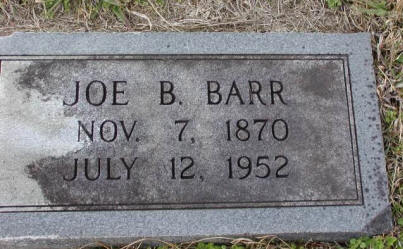 JOE B. BARR
NOV. 7, 1870
JULY 12, 1952